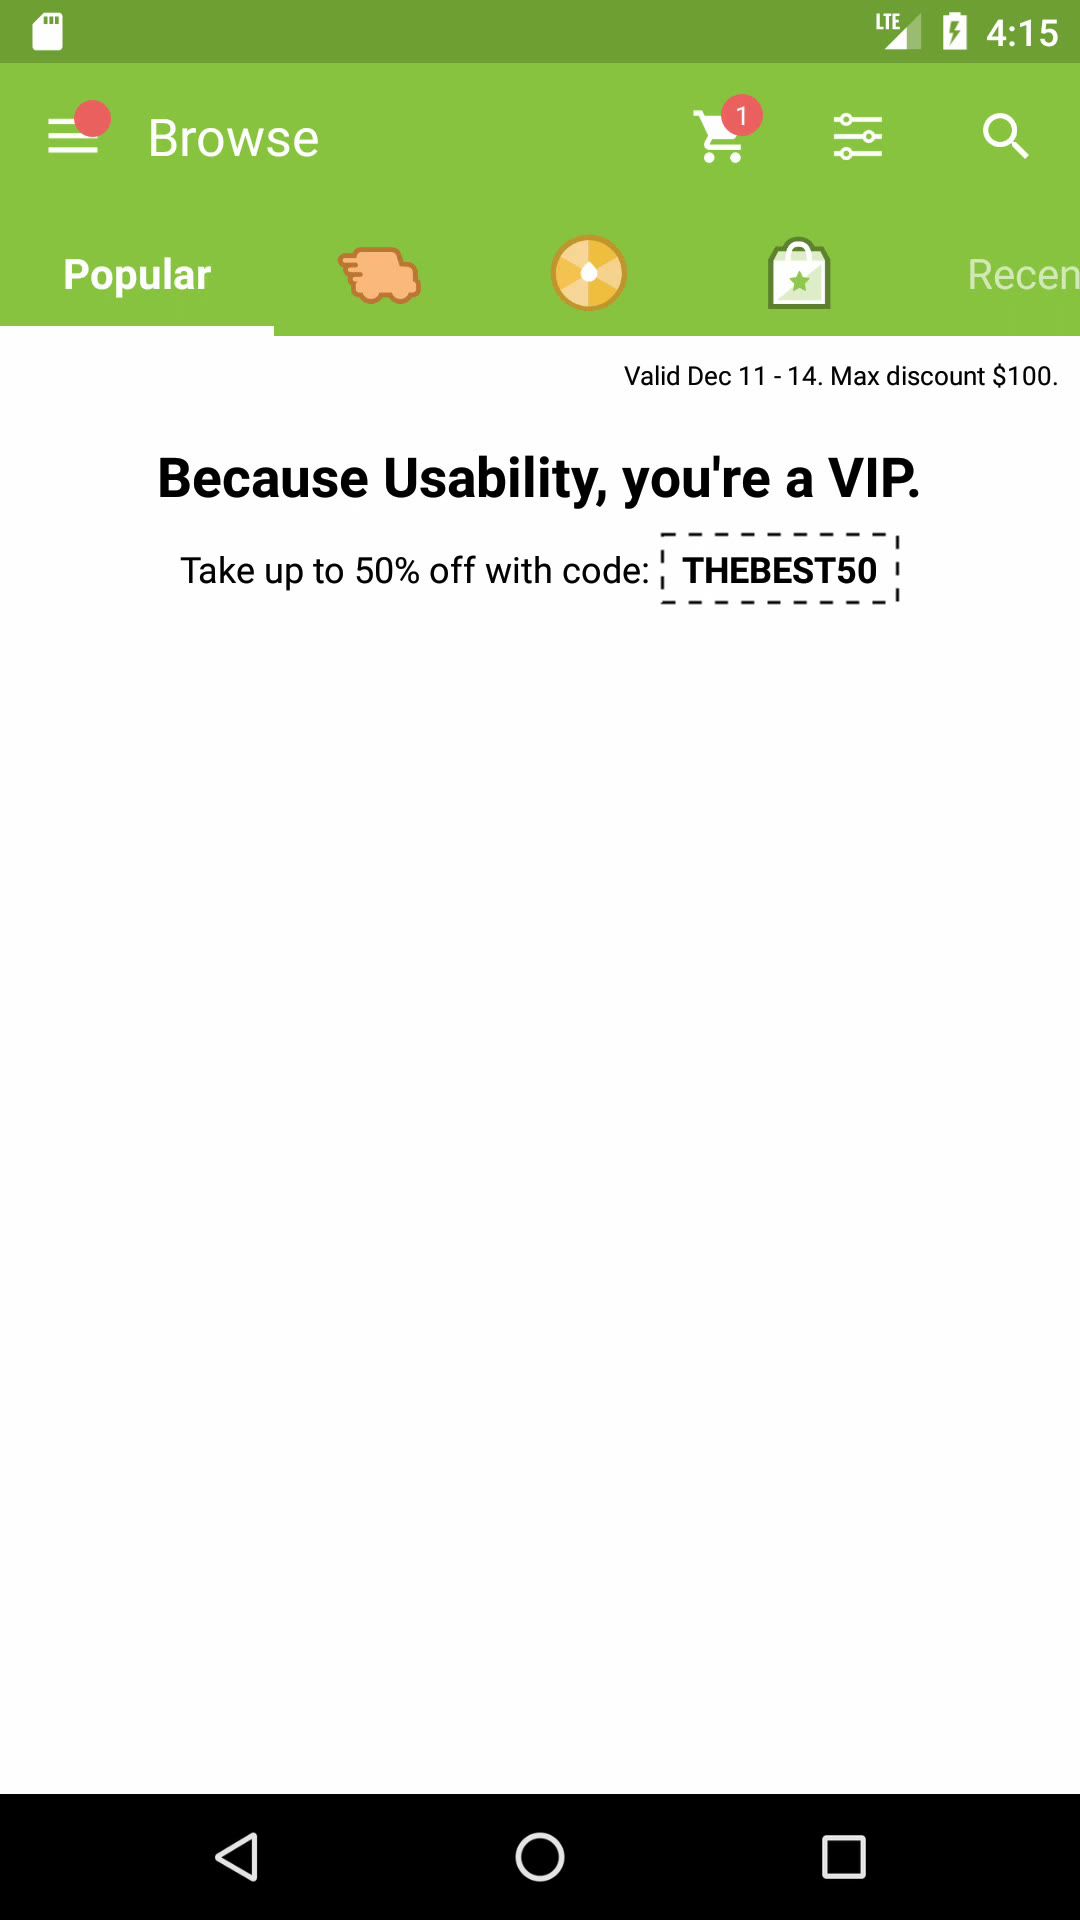 LTE 4:15
Browse 1
Popular Recen
Valid Dec 11 - 14. Max discount $100.
Because Usability, you're a VIP.
Take up to 50% off with code: THEBEST50